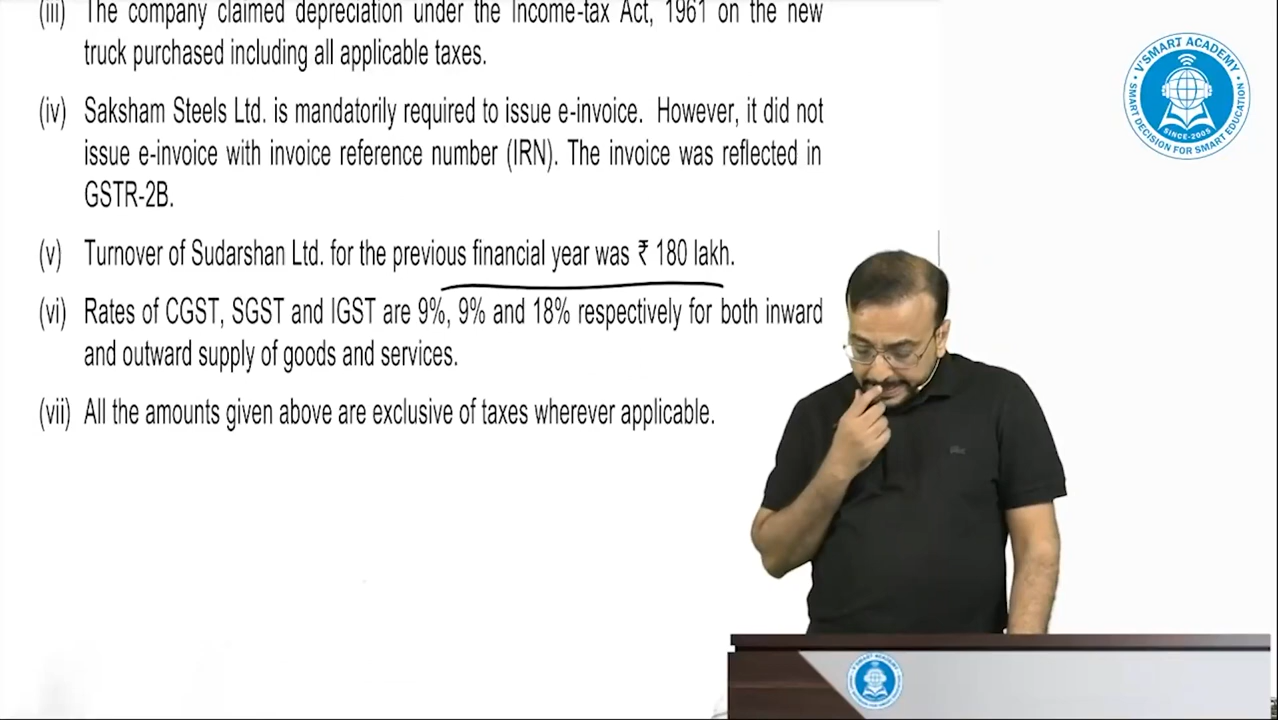 (iii) The company claimed depreciation under the Income-tax Act, 1961 on the new
truck purchased including all applicable taxes.
(iv) Saksham Steels Ltd. is mandatorily required to issue e-invoice. However, it did not
issue e-invoice with invoice reference number (IRN). The invoice was reflected in
GSTR-2B.
(v) Turnover of Sudarshan Ltd. for the previous financial year was ₹ 180 lakh.
(vi) Rates of CGST, SGST and IGST are 9%, 9% and 18% respectively for both inward
and outward supply of goods and services.
(vii) All the amounts given above are exclusive of taxes wherever applicable.
V'SMART ACADEMY
SINCE-2005
SMART DECISION FOR SMART EDUCATION
V'SMART ACADEMY